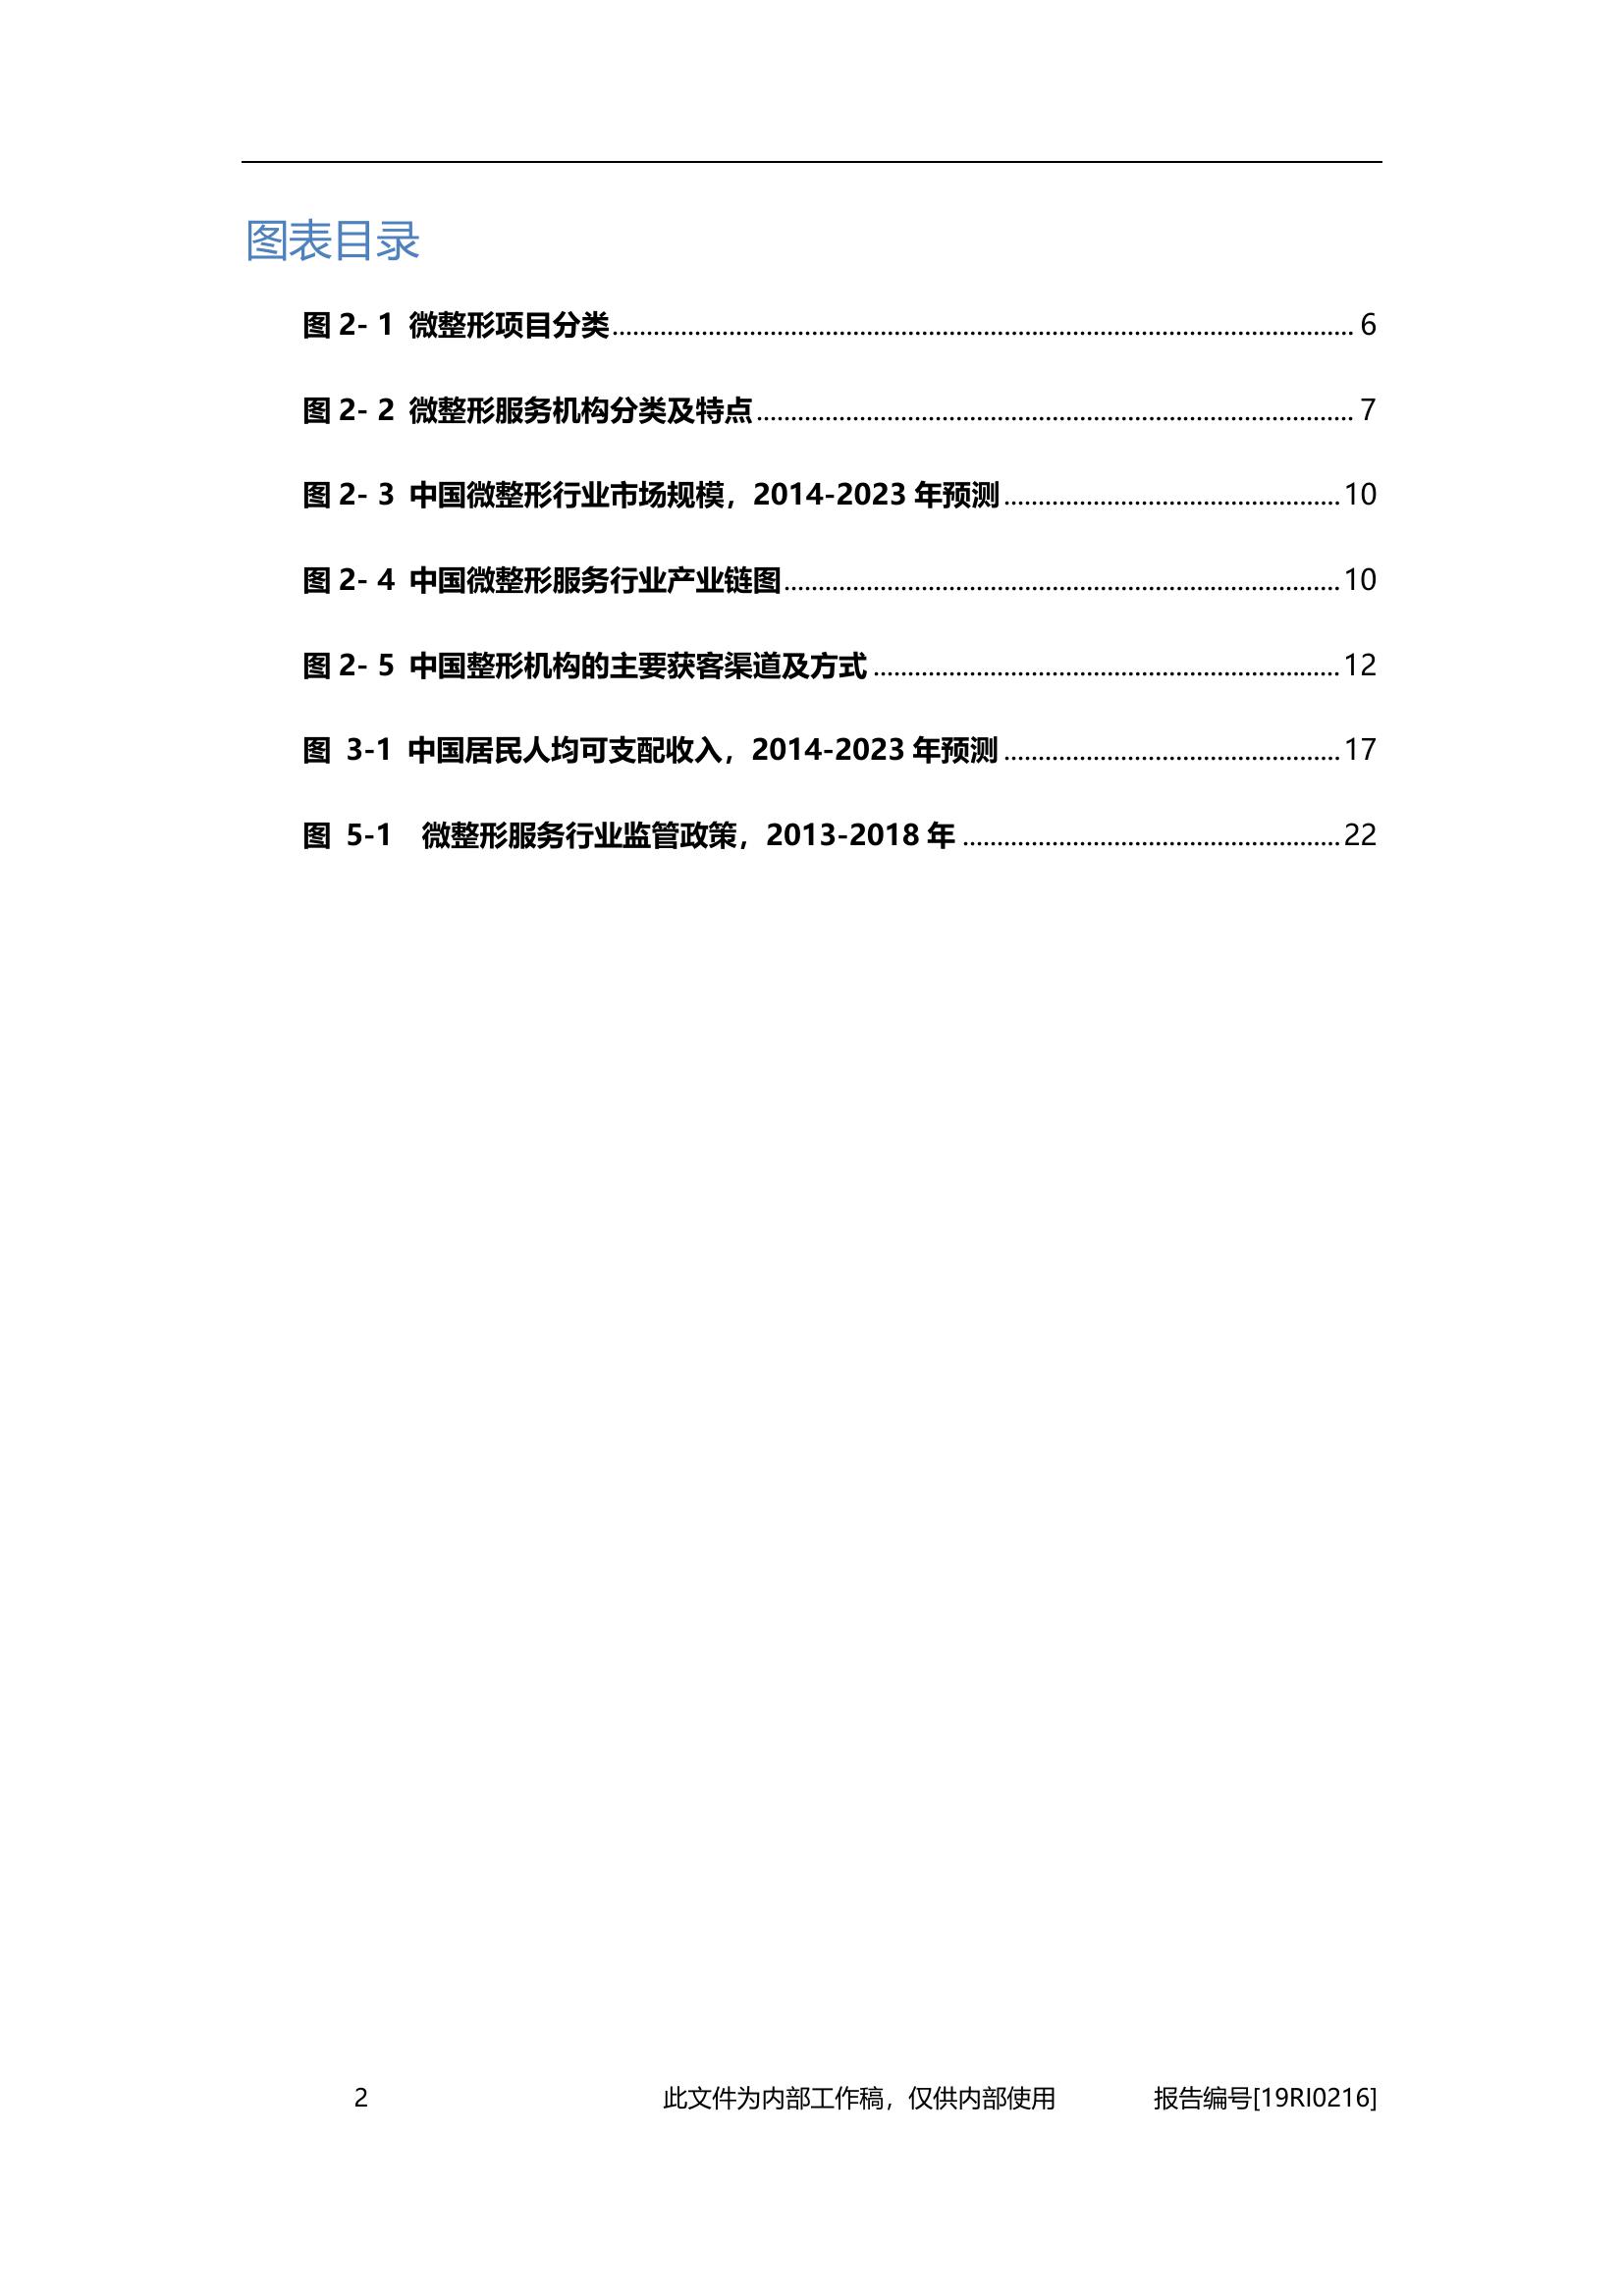 图表目录
图 2- 1 微整形项目分类 6
图 2- 2 微整形服务机构分类及特点 7
图 2- 3 中国微整形行业市场规模，2014-2023 年预测 10
图 2- 4 中国微整形服务行业产业链图 10
图 2- 5 中国整形机构的主要获客渠道及方式 12
图 3-1 中国居民人均可支配收入，2014-2023 年预测 17
图 5-1 微整形服务行业监管政策，2013-2018 年 22
2 此文件为内部工作稿，仅供内部使用 报告编号[19RI0216]